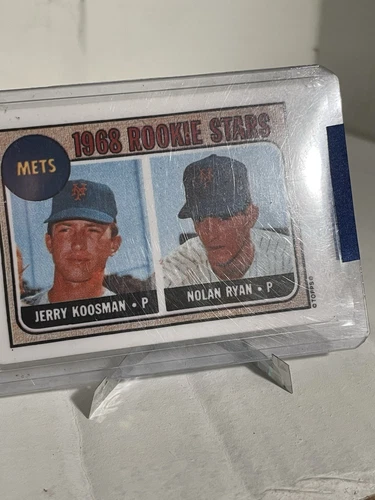 1968 ROOKIE STARS
METS
JERRY KOOSMAN • P
NOLAN RYAN • P
©TOPPS®